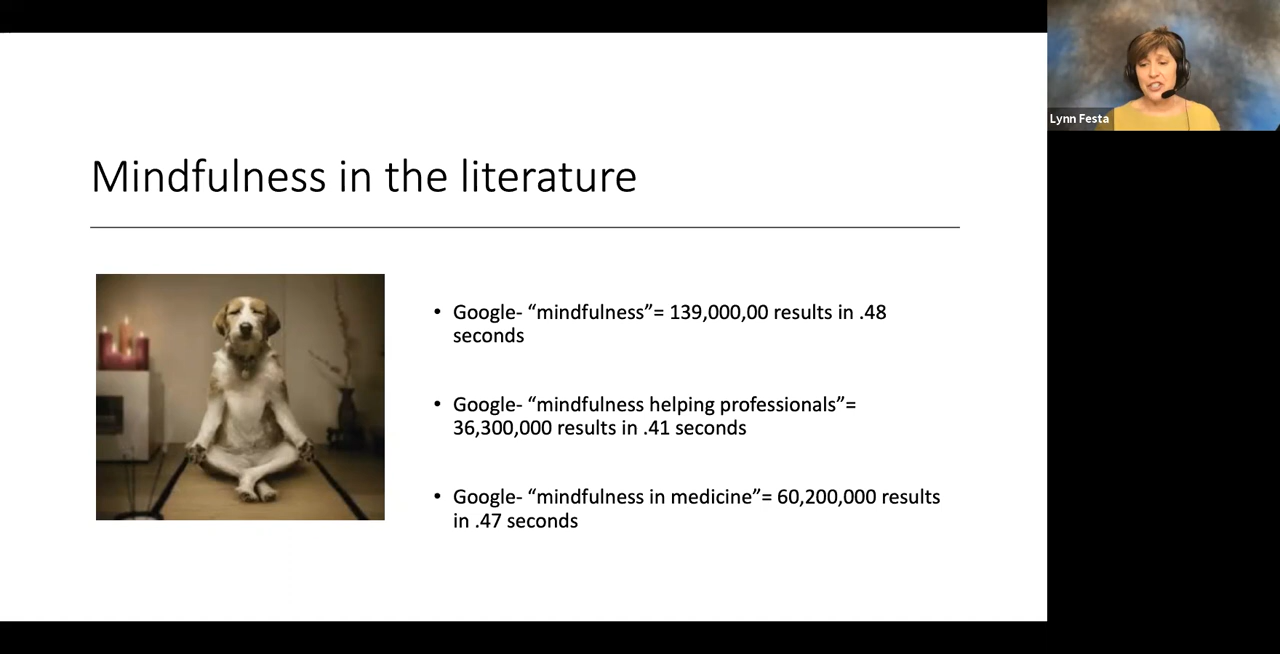 Mindfulness in the literature
• Google- “mindfulness”= 139,000,00 results in .48
seconds
• Google- “mindfulness helping professionals”=
36,300,000 results in .41 seconds
• Google- “mindfulness in medicine”= 60,200,000 results
in .47 seconds
Lynn Festa